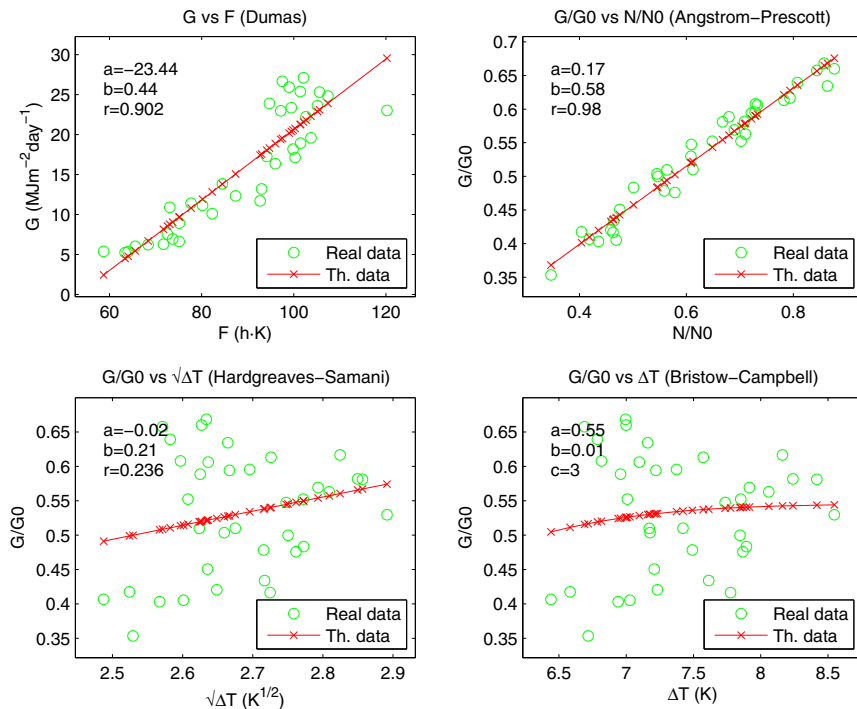 G vs F (Dumas)
a=−23.44
b=0.44
r=0.902
G (MJm−2day−1)
30
25
20
15
10
5
0
60
80
100
120
F (h·K)
Real data
Th. data
G/G0 vs N/N0 (Angstrom−Prescott)
a=0.17
b=0.58
r=0.98
G/G0
0.7
0.65
0.6
0.55
0.5
0.45
0.4
0.35
0.4
0.6
0.8
N/N0
Real data
Th. data
G/G0 vs √ΔT (Hardgreaves−Samani)
a=−0.02
b=0.21
r=0.236
G/G0
0.65
0.6
0.55
0.5
0.45
0.4
0.35
2.5
2.6
2.7
2.8
2.9
√ΔT (K1/2)
Real data
Th. data
G/G0 vs ΔT (Bristow−Campbell)
a=0.55
b=0.01
c=3
G/G0
0.65
0.6
0.55
0.5
0.45
0.4
0.35
6.5
7
7.5
8
8.5
ΔT (K)
Real data
Th. data